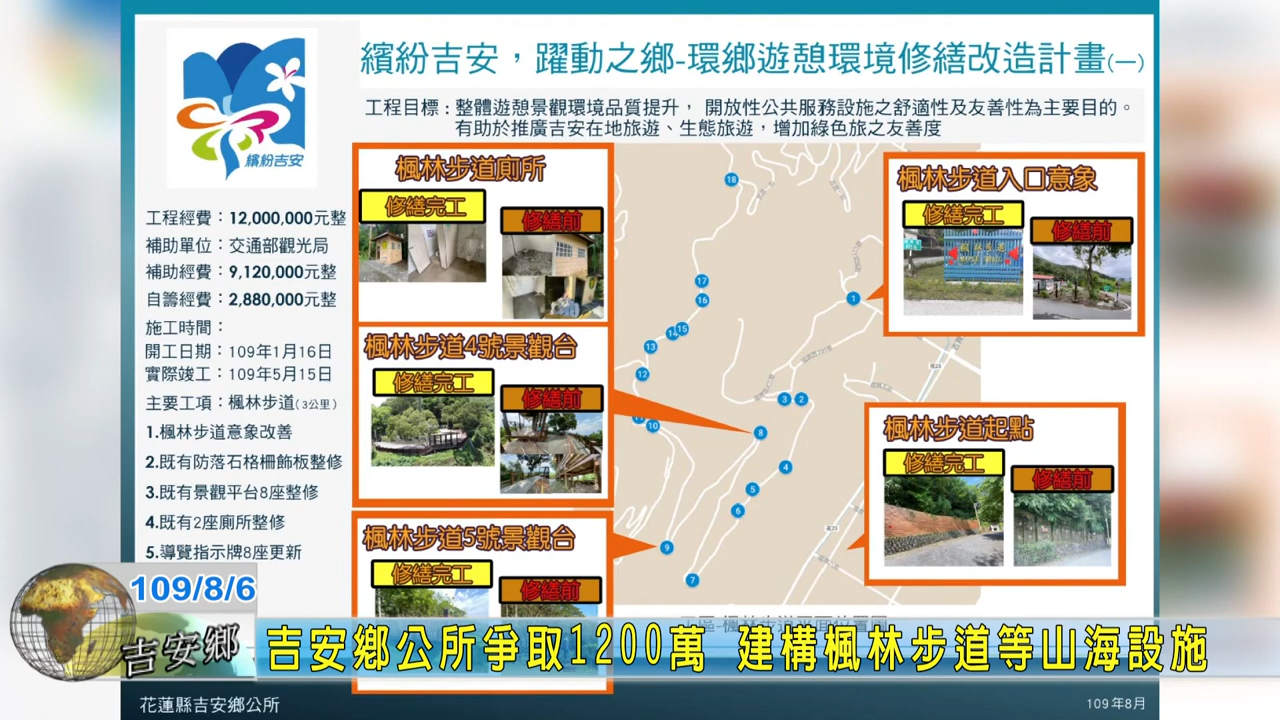 繽紛吉安，躍動之鄉-環鄉遊憩環境修繕改造計畫(一)
工程目標：整體遊憩景觀環境品質提升， 開放性公共服務設施之舒適性及友善性為主要目的。
有助於推廣吉安在地旅遊、生態旅遊，增加綠色旅之友善度
繽紛吉安
工程經費：12,000,000元整
補助單位：交通部觀光局
補助經費：9,120,000元整
自籌經費：2,880,000元整
施工時間：
開工日期：109年1月16日
實際竣工：109年5月15日
主要工項：楓林步道(3公里)
1.楓林步道意象改善
2.既有防落石格柵飾板整修
3.既有景觀平台8座整修
4.既有2座廁所整修
5.導覽指示牌8座更新
楓林步道廁所
修繕完工
修繕前
楓林步道4號景觀台
修繕完工
修繕前
楓林步道5號景觀台
修繕完工
修繕前
18
17
16
15
14
13
12
11
10
1
3
2
8
4
5
6
9
7
花23
花21
楓林步道入口意象
修繕完工
修繕前
楓林步道起點
修繕完工
修繕前
109/8/6
吉安鄉
吉安鄉公所爭取1200萬 建構楓林步道等山海設施
花蓮縣吉安鄉公所
109年8月